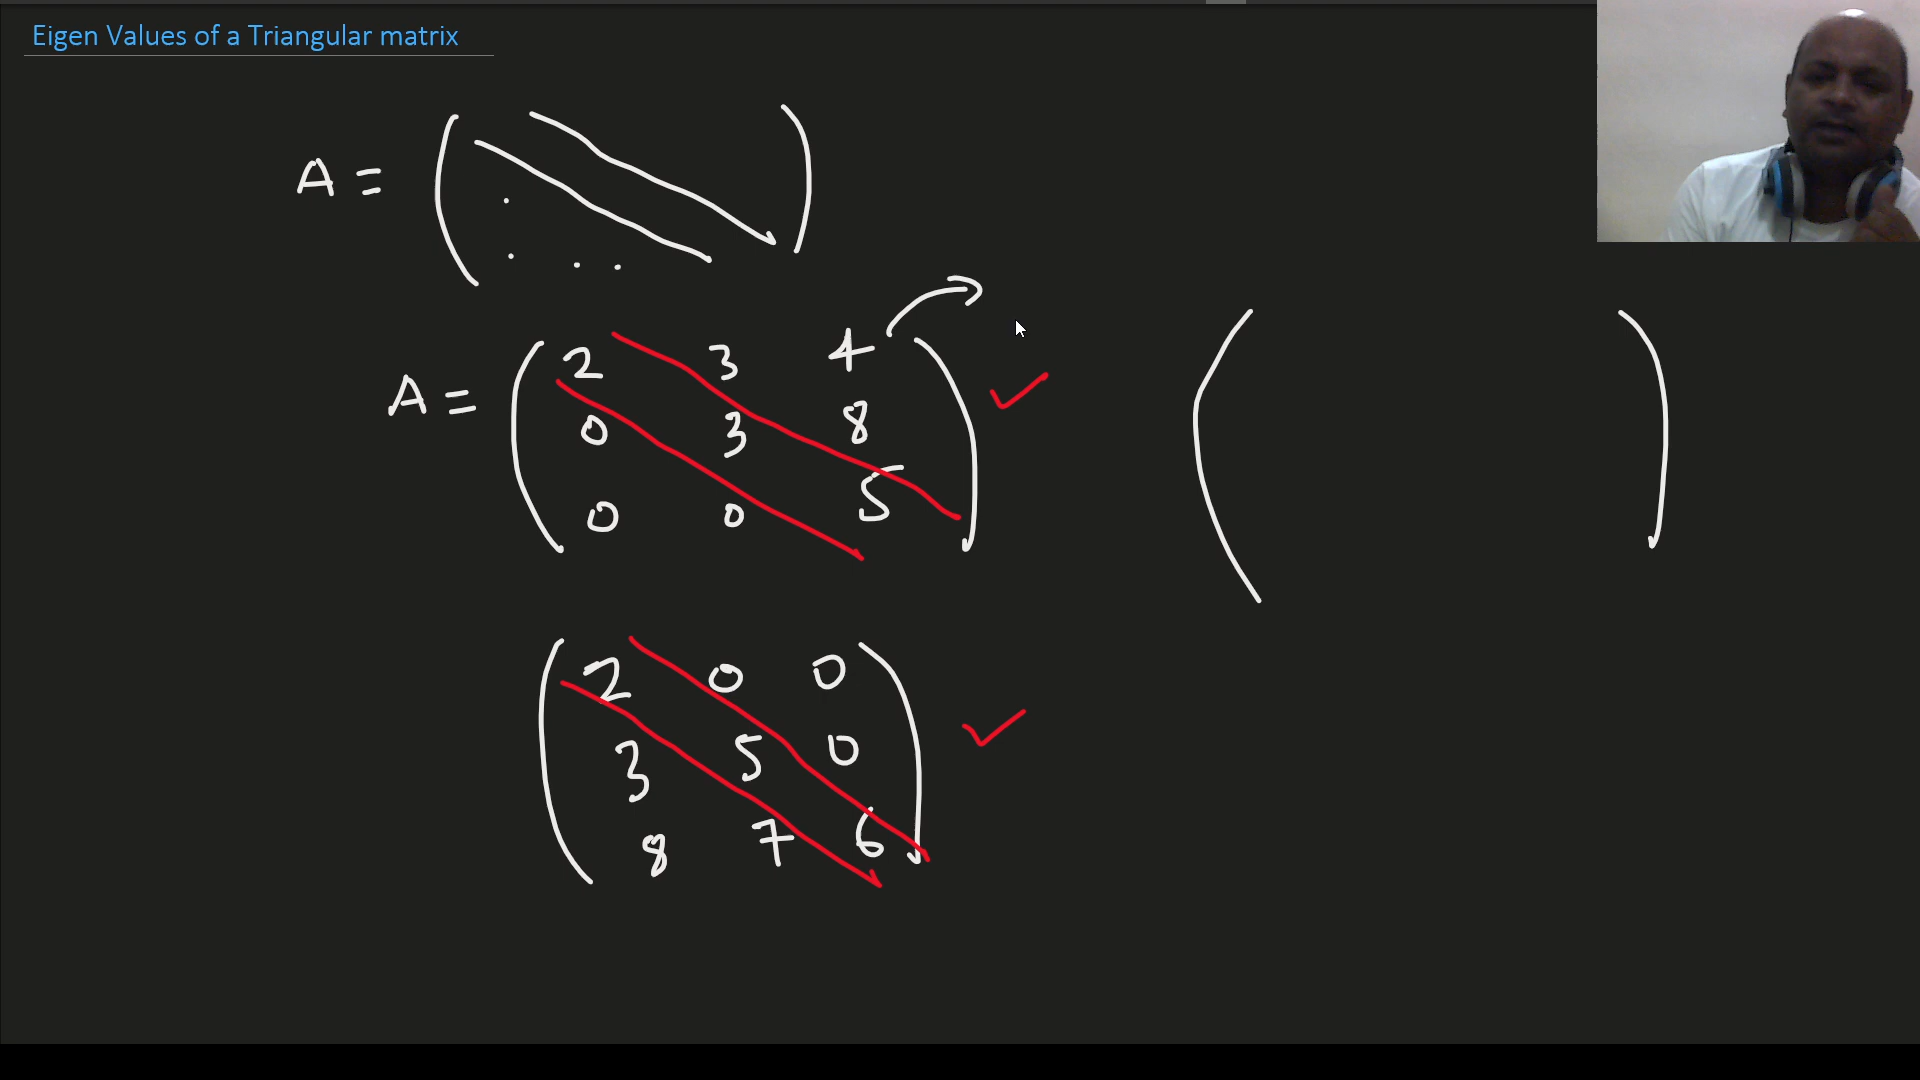 Eigen Values of a Triangular matrix
A =
A =
2 3 4
0 3 8
0 0 5
2 0 0
3 5 0
8 7 6